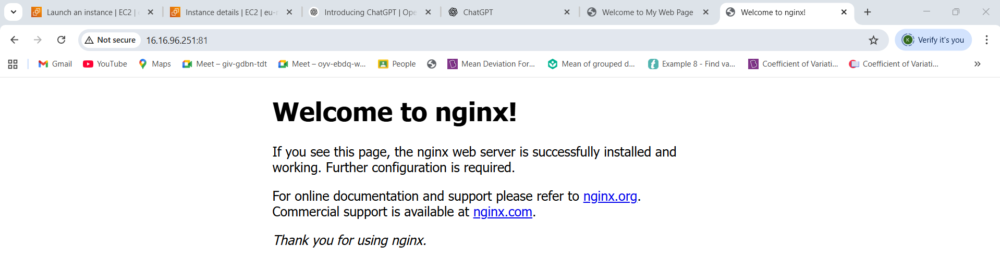 Launch an instance | EC2 |
Instance details | EC2 | eu-
Introducing ChatGPT | Ope
ChatGPT
Welcome to My Web Page
Welcome to nginx!
Not secure
16.16.96.251:81
K
Verify it's you
Gmail
YouTube
Maps
Meet – giv-gdbn-tdt
Meet – oyv-ebdq-w...
People
Mean Deviation For...
Mean of grouped d...
Example 8 - Find va...
Coefficient of Variati...
Coefficient of Variati...
Welcome to nginx!
If you see this page, the nginx web server is successfully installed and
working. Further configuration is required.
For online documentation and support please refer to nginx.org.
Commercial support is available at nginx.com.
Thank you for using nginx.